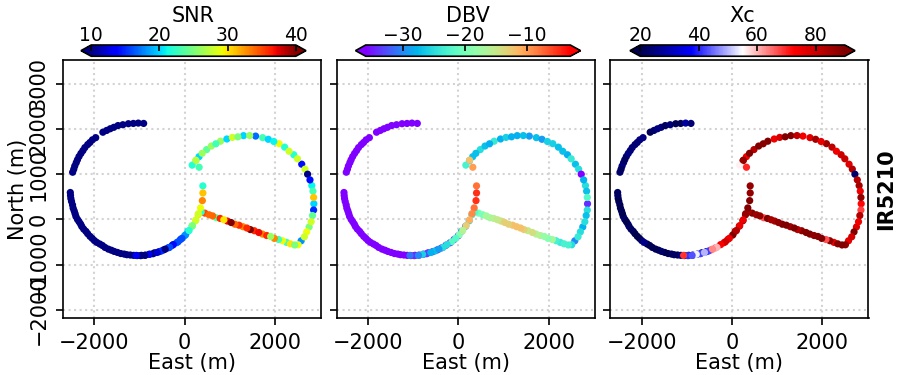 SNR DBV Xc
10 20 30 40 −30 −20 −10 20 40 60 80
3000
2000
1000
0
−1000
−2000
North (m)
IR5210
−2000 0 2000 −2000 0 2000 −2000 0 2000
East (m) East (m) East (m)